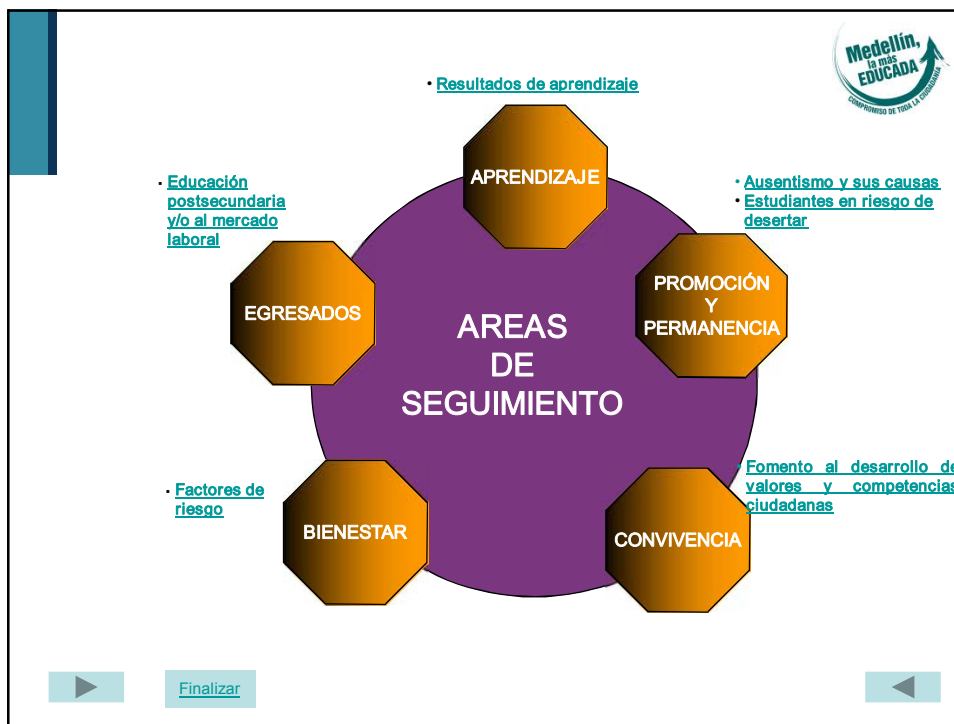 Medellín,
la más
EDUCADA
COMPROMISO DE TODA LA CIUDADANÍA
• Resultados de aprendizaje
APRENDIZAJE
▪ Educación
postsecundaria
y/o al mercado
laboral
• Ausentismo y sus causas
• Estudiantes en riesgo de
desertar
EGRESADOS
PROMOCIÓN
Y
PERMANENCIA
AREAS
DE
SEGUIMIENTO
▪ Factores de
riesgo
• Fomento al desarrollo de
valores y competencias
ciudadanas
BIENESTAR
CONVIVENCIA
Finalizar